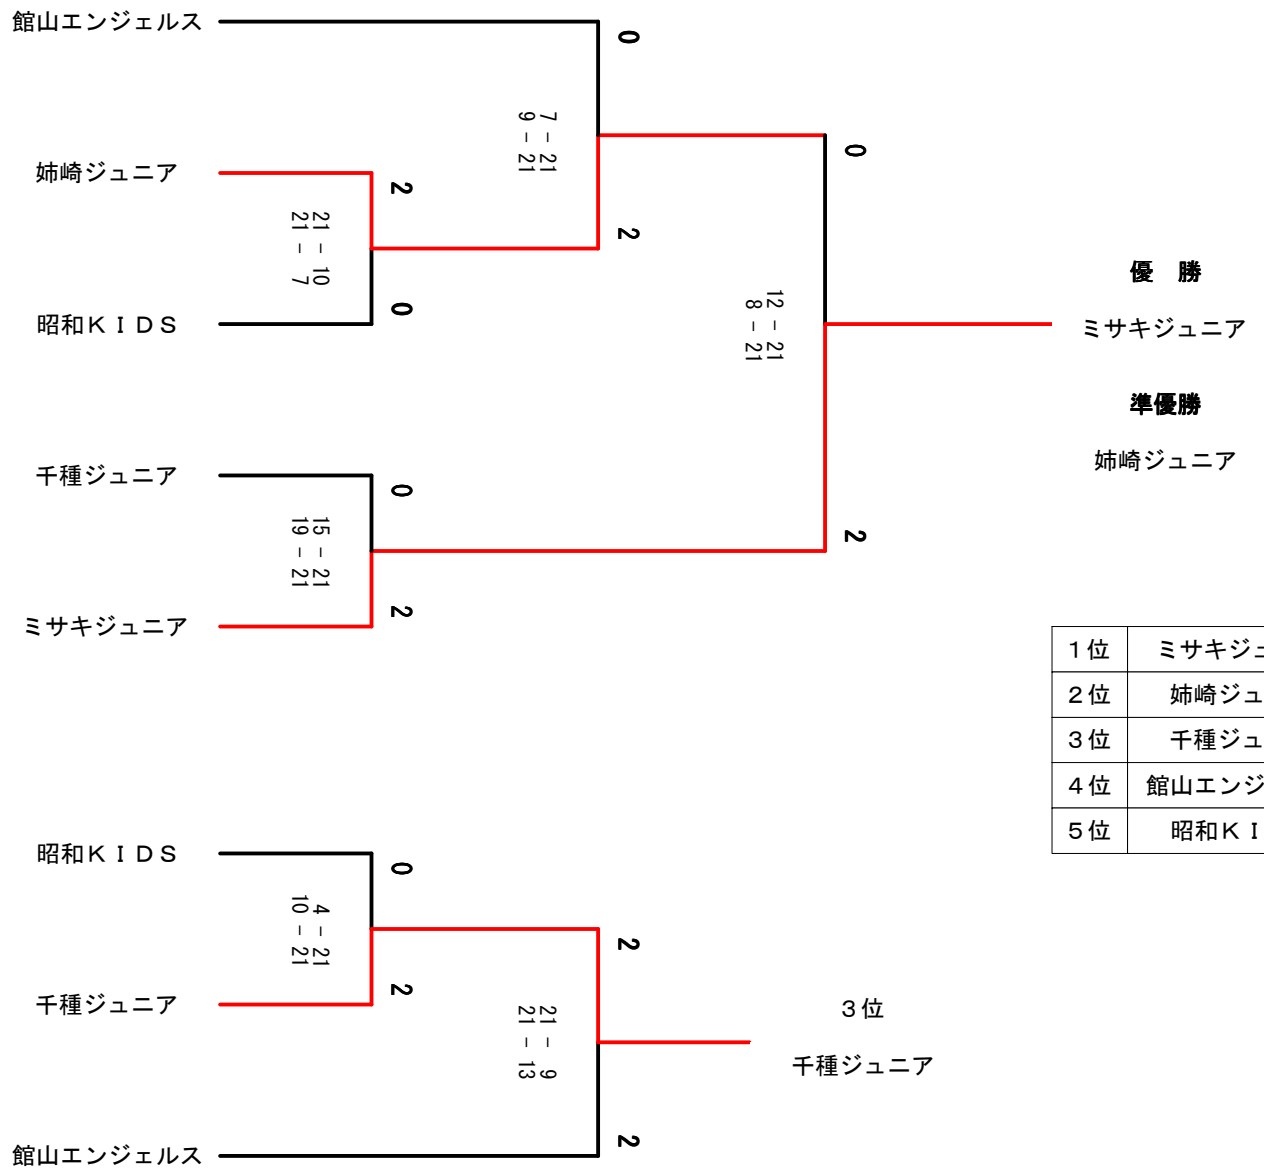 館山エンジェルス
0
7 - 21
9 - 21
0
姉崎ジュニア
2
21 - 10
21 - 7
2
優　勝
昭和ＫＩＤＳ
0
12 - 21
8 - 21
ミサキジュニア
準優勝
姉崎ジュニア
千種ジュニア
0
15 - 21
19 - 21
2
ミサキジュニア
2
１位 ミサキジュ
２位 姉崎ジュ
３位 千種ジュ
４位 館山エンジ
５位 昭和ＫＩ
昭和ＫＩＤＳ
0
4 - 21
10 - 21
2
千種ジュニア
2
21 - 9
21 - 13
３位
千種ジュニア
館山エンジェルス
2